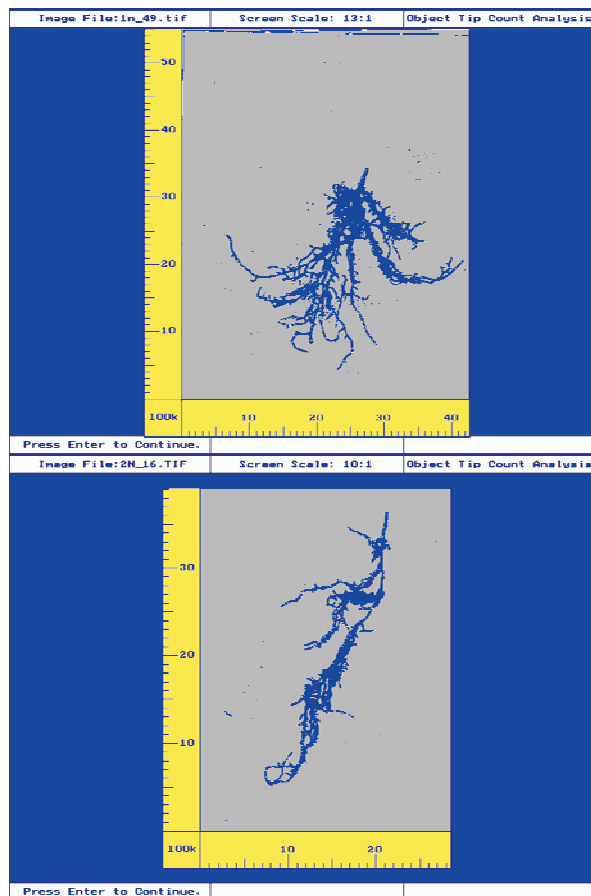 Image File:1n_49.tif Screen Scale: 13:1 Object Tip Count Analysis
50
40
30
20
10
100k 10 20 30 40
Press Enter to Continue.
Image File:2N_16.TIF Screen Scale: 10:1 Object Tip Count Analysis
30
20
10
100k 10 20
Press Enter to Continue.